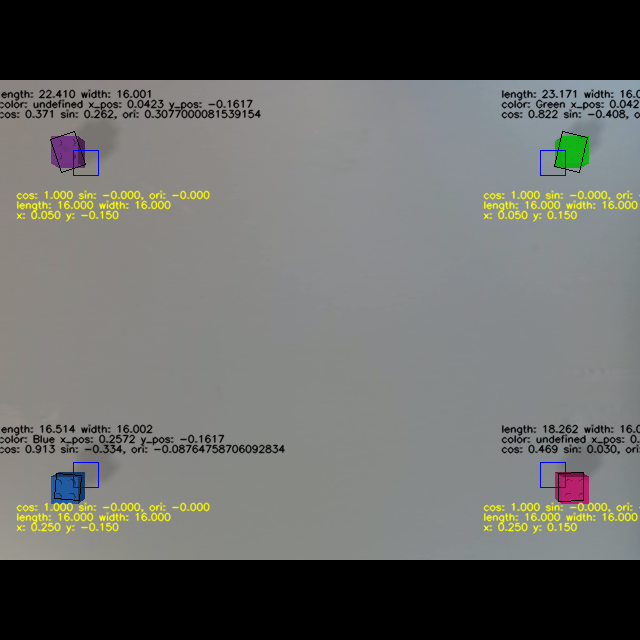 ength: 22.410 width: 16.001
color: undefined x_pos: 0.0423 y_pos: -0.1617
cos: 0.371 sin: 0.262, ori: 0.3077000081539154
length: 23.171 width: 16.0
color: Green x_pos: 0.042
cos: 0.822 sin: -0.408, o
cos: 1.000 sin: -0.000, ori: -0.000
length: 16.000 width: 16.000
x: 0.050 y: -0.150
cos: 1.000 sin: -0.000, ori: -
length: 16.000 width: 16.000
x: 0.050 y: 0.150
ength: 16.514 width: 16.002
color: Blue x_pos: 0.2572 y_pos: -0.1617
cos: 0.913 sin: -0.334, ori: -0.08764758706092834
length: 18.262 width: 16.0
color: undefined x_pos: 0.
cos: 0.469 sin: 0.030, ori:
cos: 1.000 sin: -0.000, ori: -0.000
length: 16.000 width: 16.000
x: 0.250 y: -0.150
cos: 1.000 sin: -0.000, ori: -
length: 16.000 width: 16.000
x: 0.250 y: 0.150